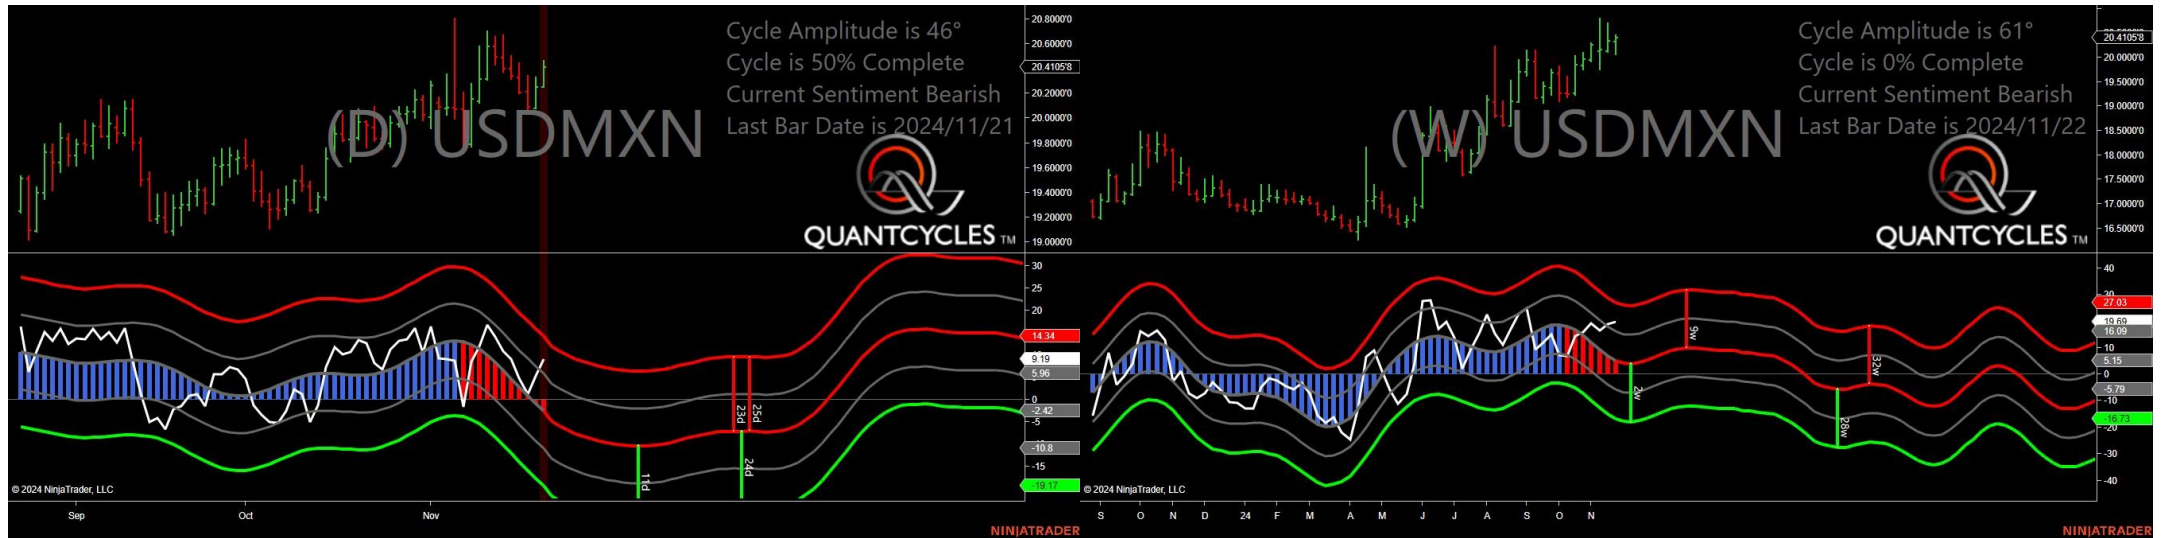 Cycle Amplitude is 46°
Cycle is 50% Complete
Current Sentiment Bearish
Last Bar Date is 2024/11/21
(D) USDMXN
QUANTCYCLES TM
20.8000'0
20.6000'0
20.4105'8
20.2000'0
20.0000'0
19.8000'0
19.6000'0
19.4000'0
19.2000'0
19.0000'0
30
25
20
14.34
9.19
5.96
0
-2.42
-5
-10.8
-15
-19.17
23d
25d
11d
24d
© 2024 NinjaTrader, LLC
Sep Oct Nov
NINJATRADER
Cycle Amplitude is 61°
Cycle is 0% Complete
Current Sentiment Bearish
Last Bar Date is 2024/11/22
(W) USDMXN
QUANTCYCLES TM
20.4105'8
20.0000'0
19.5000'0
19.0000'0
18.5000'0
18.0000'0
17.5000'0
17.0000'0
16.5000'0
40
30
27.03
19.69
16.09
10
5.15
0
-5.79
-10
-16.73
-20
-30
-40
9w
32w
2w
28w
© 2024 NinjaTrader, LLC
S O N D 24 F M A M J J A S O N
NINJATRADER